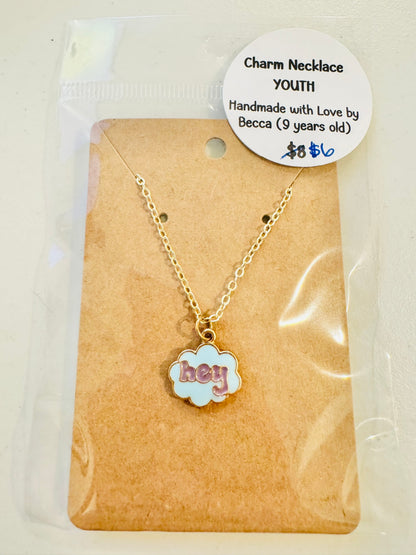 Charm Necklace
YOUTH
Handmade with Love by
Becca (9 years old)
$8 $6
hey